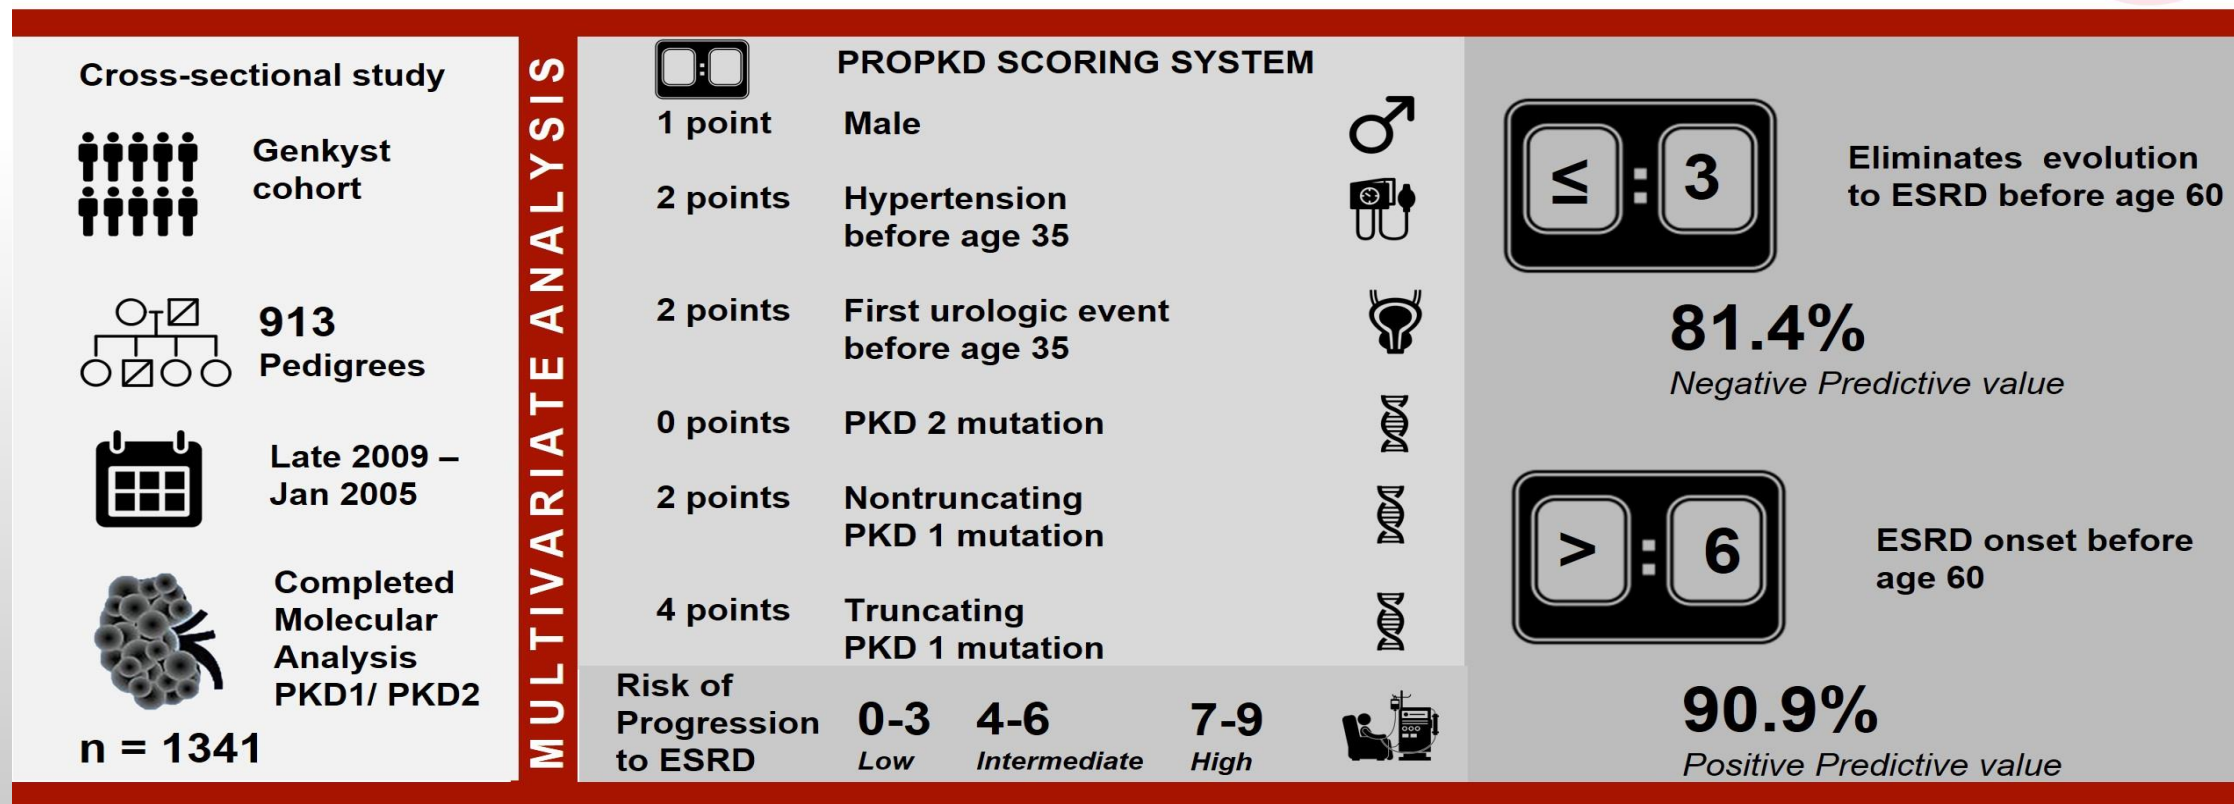 Cross-sectional study
Genkyst
cohort
913
Pedigrees
Late 2009 –
Jan 2005
Completed
Molecular
Analysis
PKD1/ PKD2
n = 1341
MULTIVARIATE ANALYSIS
PROPKD SCORING SYSTEM
1 point Male
2 points Hypertension
before age 35
2 points First urologic event
before age 35
0 points PKD 2 mutation
2 points Nontruncating
PKD 1 mutation
4 points Truncating
PKD 1 mutation
Risk of
Progression
to ESRD
0-3 4-6 7-9
Low Intermediate High
≤ : 3
Eliminates evolution
to ESRD before age 60
81.4%
Negative Predictive value
> : 6
ESRD onset before
age 60
90.9%
Positive Predictive value